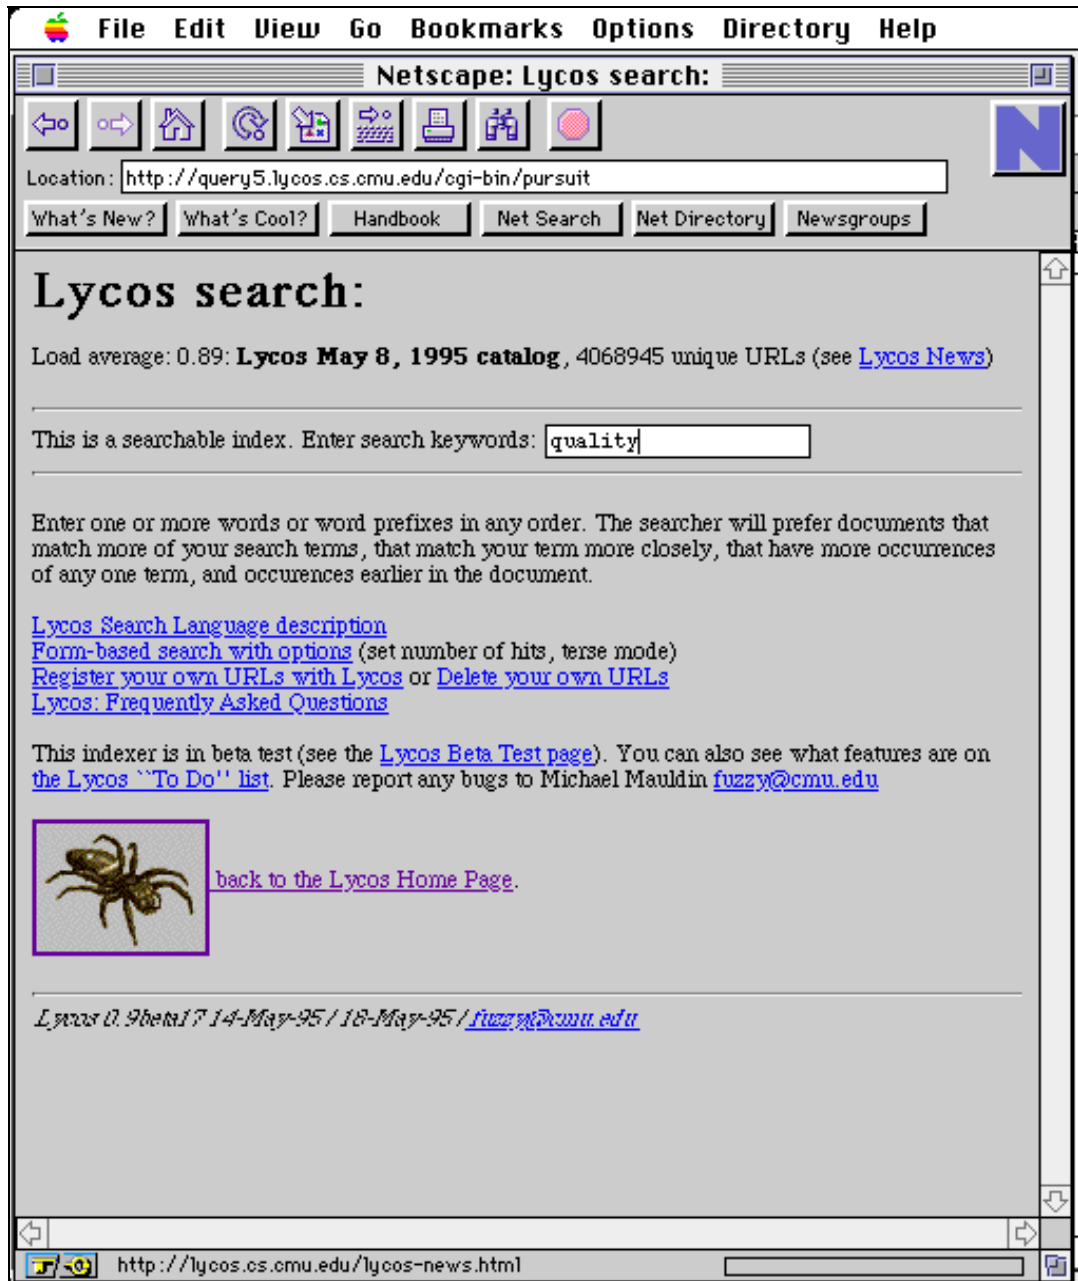 File Edit View Go Bookmarks Options Directory Help
Netscape: Lycos search:
N
Location: http://query5.lycos.cs.cmu.edu/cgi-bin/pursuit
What's New? What's Cool? Handbook Net Search Net Directory Newsgroups
Lycos search:
Load average: 0.89: Lycos May 8, 1995 catalog, 4068945 unique URLs (see Lycos News)
This is a searchable index. Enter search keywords: quality
Enter one or more words or word prefixes in any order. The searcher will prefer documents that
match more of your search terms, that match your term more closely, that have more occurrences
of any one term, and occurences earlier in the document.
Lycos Search Language description
Form-based search with options (set number of hits, terse mode)
Register your own URLs with Lycos or Delete your own URLs
Lycos: Frequently Asked Questions
This indexer is in beta test (see the Lycos Beta Test page). You can also see what features are on
the Lycos ``To Do'' list. Please report any bugs to Michael Mauldin fuzzy@cmu.edu
back to the Lycos Home Page.
Lycos 0.9beta17 14-May-95 / 18-May-95 / fuzzy@cmu.edu
http://lycos.cs.cmu.edu/lycos-news.html